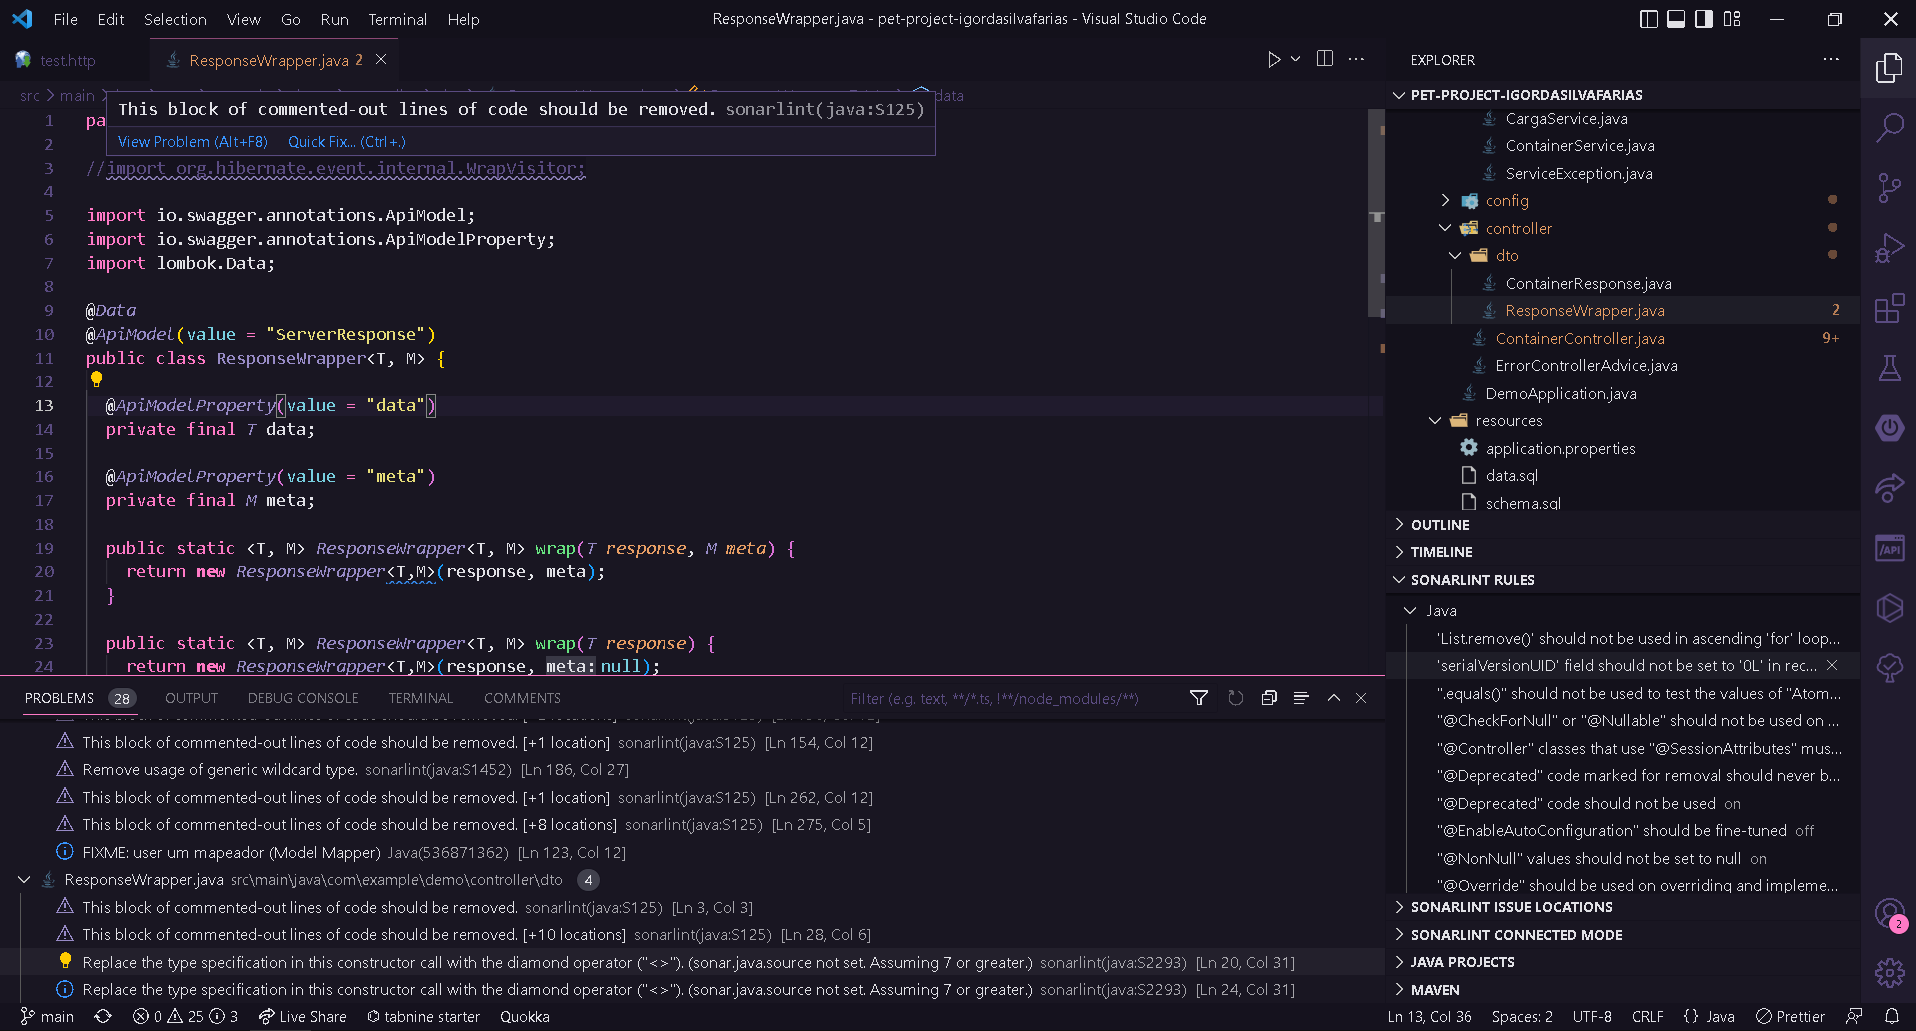 File Edit Selection View Go Run Terminal Help
ResponseWrapper.java - pet-project-igordasilvafarias - Visual Studio Code
test.http
ResponseWrapper.java 2
src > main >
data
This block of commented-out lines of code should be removed. sonarlint(java:S125)
View Problem (Alt+F8) Quick Fix... (Ctrl+.)
1 pa
2
3 //import org.hibernate.event.internal.WrapVisitor;
4
5 import io.swagger.annotations.ApiModel;
6 import io.swagger.annotations.ApiModelProperty;
7 import lombok.Data;
8
9 @Data
10 @ApiModel(value = "ServerResponse")
11 public class ResponseWrapper<T, M> {
12
13 @ApiModelProperty(value = "data")
14 private final T data;
15
16 @ApiModelProperty(value = "meta")
17 private final M meta;
18
19 public static <T, M> ResponseWrapper<T, M> wrap(T response, M meta) {
20 return new ResponseWrapper<T,M>(response, meta);
21 }
22
23 public static <T, M> ResponseWrapper<T, M> wrap(T response) {
24 return new ResponseWrapper<T,M>(response, meta: null);
PROBLEMS 28 OUTPUT DEBUG CONSOLE TERMINAL COMMENTS
Filter (e.g. text, **/*.ts, !**/node_modules/**)
This block of commented-out lines of code should be removed. [+1 location] sonarlint(java:S125) [Ln 154, Col 12]
Remove usage of generic wildcard type. sonarlint(java:S1452) [Ln 186, Col 27]
This block of commented-out lines of code should be removed. [+1 location] sonarlint(java:S125) [Ln 262, Col 12]
This block of commented-out lines of code should be removed. [+8 locations] sonarlint(java:S125) [Ln 275, Col 5]
FIXME: user um mapeador (Model Mapper) Java(536871362) [Ln 123, Col 12]
ResponseWrapper.java src\main\java\com\example\demo\controller\dto 4
This block of commented-out lines of code should be removed. sonarlint(java:S125) [Ln 3, Col 3]
This block of commented-out lines of code should be removed. [+10 locations] sonarlint(java:S125) [Ln 28, Col 6]
Replace the type specification in this constructor call with the diamond operator ("<>"). (sonar.java.source not set. Assuming 7 or greater.) sonarlint(java:S2293) [Ln 20, Col 31]
Replace the type specification in this constructor call with the diamond operator ("<>"). (sonar.java.source not set. Assuming 7 or greater.) sonarlint(java:S2293) [Ln 24, Col 31]
EXPLORER
PET-PROJECT-IGORDASILVAFARIAS
CargaService.java
ContainerService.java
ServiceException.java
config
controller
dto
ContainerResponse.java
ResponseWrapper.java 2
ContainerController.java 9+
ErrorControllerAdvice.java
DemoApplication.java
resources
application.properties
data.sql
schema.sql
OUTLINE
TIMELINE
SONARLINT RULES
Java
'List.remove()' should not be used in ascending 'for' loop...
'serialVersionUID' field should not be set to '0L' in rec...
".equals()" should not be used to test the values of "Atom...
"@CheckForNull" or "@Nullable" should not be used on ...
"@Controller" classes that use "@SessionAttributes" mus...
"@Deprecated" code marked for removal should never b...
"@Deprecated" code should not be used on
"@EnableAutoConfiguration" should be fine-tuned off
"@NonNull" values should not be set to null on
"@Override" should be used on overriding and impleme...
SONARLINT ISSUE LOCATIONS
SONARLINT CONNECTED MODE
JAVA PROJECTS
MAVEN
/API
2
main 0 25 3 Live Share tabnine starter Quokka
Ln 13, Col 36 Spaces: 2 UTF-8 CRLF {} Java Prettier